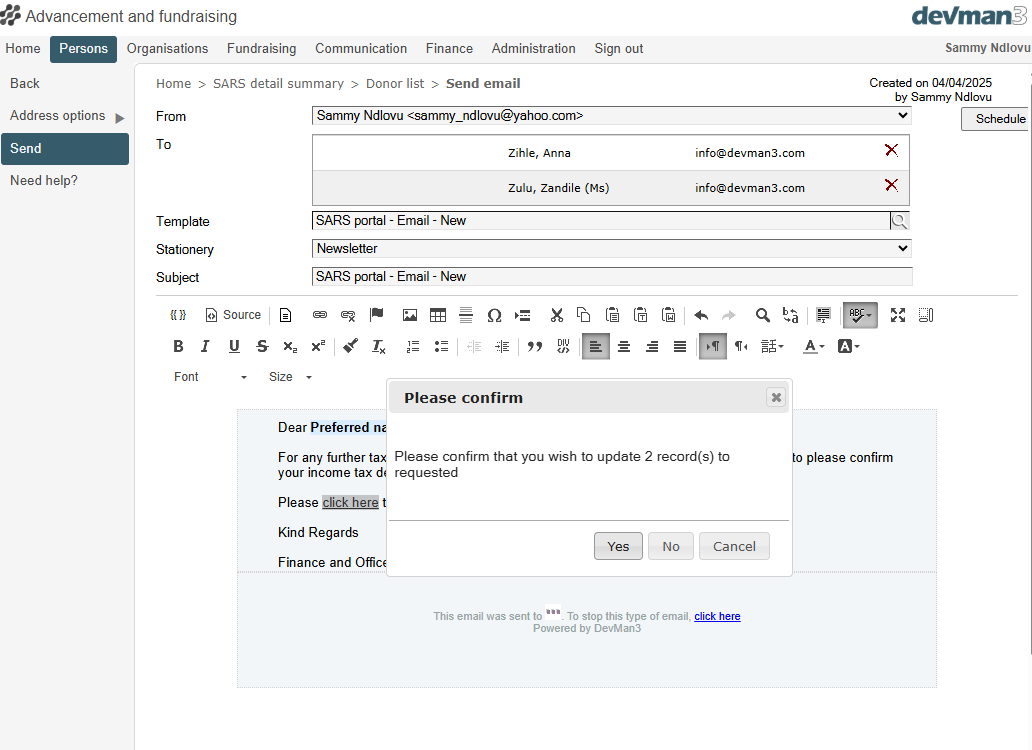 Advancement and fundraising
devman3
Home Persons Organisations Fundraising Communication Finance Administration Sign out Sammy Ndlovu
Back
Address options
Send
Need help?
Home > SARS detail summary > Donor list > Send email
Created on 04/04/2025
by Sammy Ndlovu
From Sammy Ndlovu <sammy_ndlovu@yahoo.com>
Schedule
To
Zihle, Anna info@devman3.com
Zulu, Zandile (Ms) info@devman3.com
Template SARS portal - Email - New
Stationery Newsletter
Subject SARS portal - Email - New
Source
ABC
Font Size
Please confirm
Please confirm that you wish to update 2 record(s) to
requested
Yes No Cancel
Dear Preferred na
For any further tax to please confirm
your income tax de
Please click here t
Kind Regards
Finance and Office
This email was sent to . To stop this type of email, click here
Powered by DevMan3